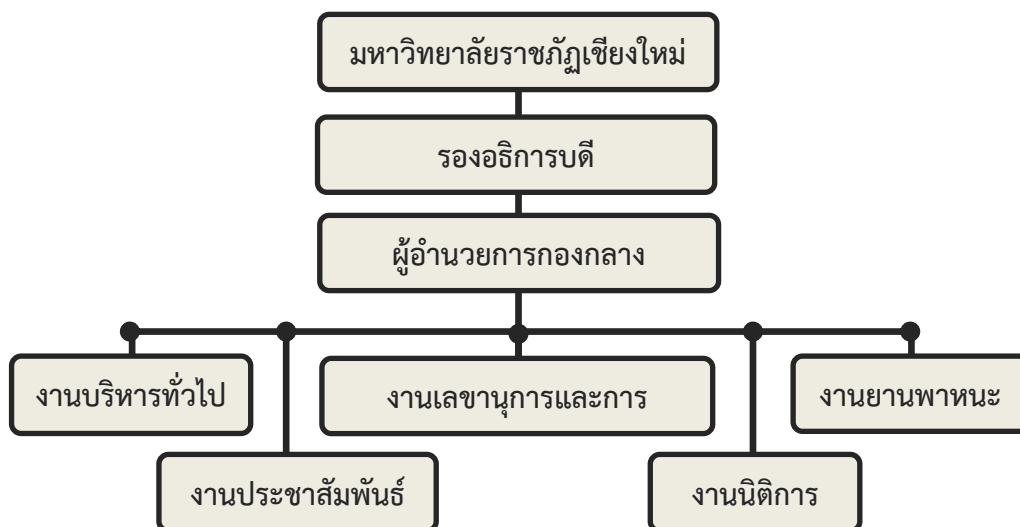 มหาวิทยาลัยราชภัฏเชียงใหม่
รองอธิการบดี
ผู้อำนวยการกองกลาง
งานบริหารทั่วไป
งานเลขานุการและการ
งานยานพาหนะ
งานประชาสัมพันธ์
งานนิติการ